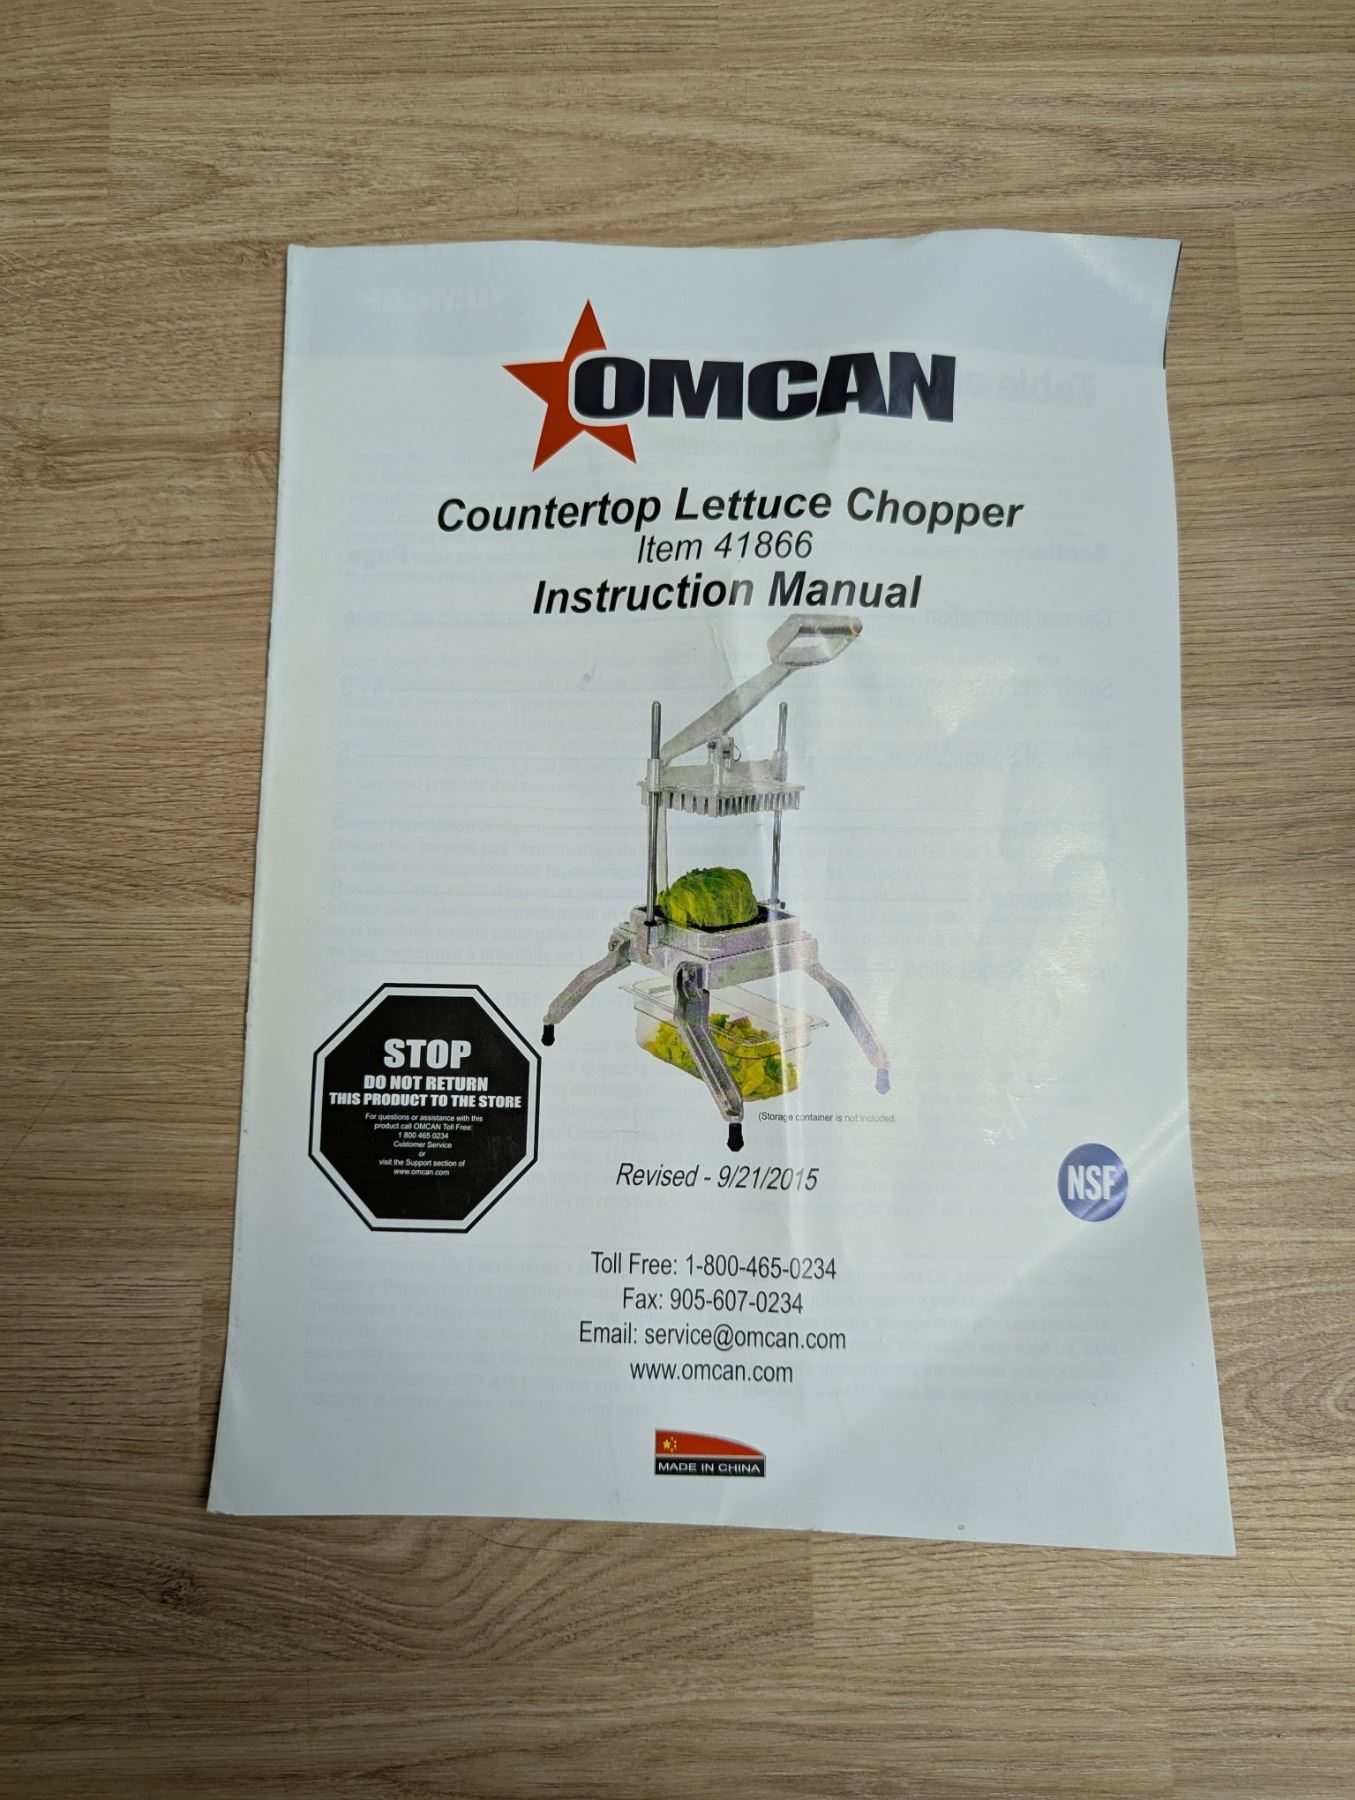 OMCAN
Countertop Lettuce Chopper
Item 41866
Instruction Manual
STOP
DO NOT RETURN
THIS PRODUCT TO THE STORE
For questions or assistance with this
product call OMCAN Toll Free:
1 800 465 0234
Customer Service
or
visit the Support section of
www.omcan.com
(Storage container is not included.
Revised - 9/21/2015
NSF
Toll Free: 1-800-465-0234
Fax: 905-607-0234
Email: service@omcan.com
www.omcan.com
MADE IN CHINA